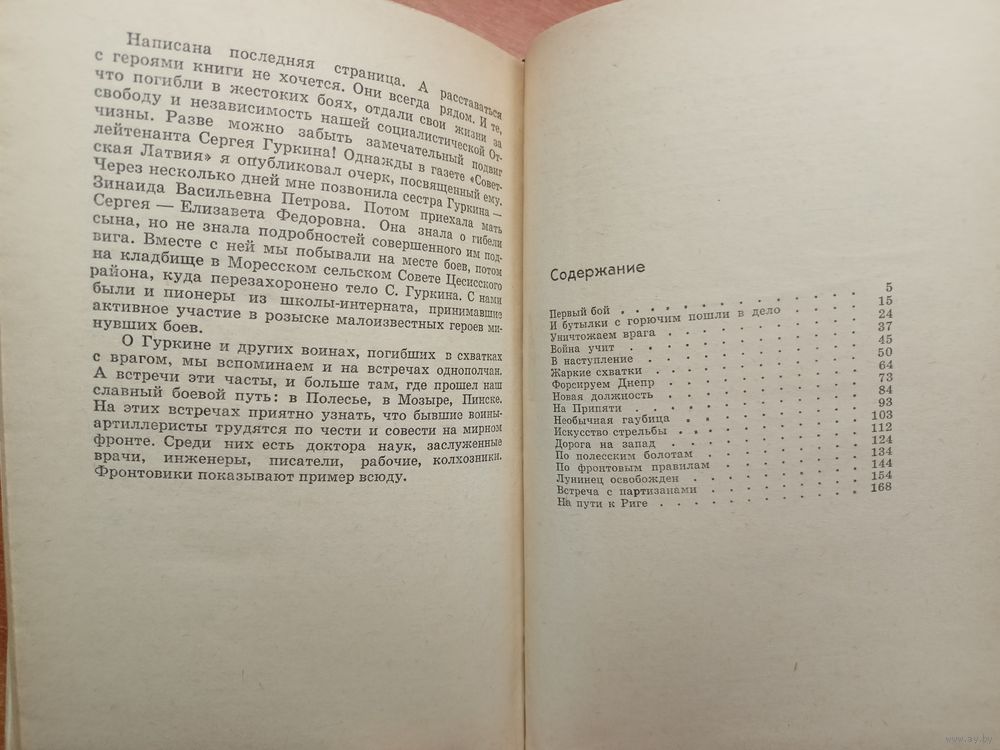 Написана последняя страница. А расставаться
с героями книги не хочется. Они всегда рядом. И те,
что погибли в жестоких боях, отдали свои жизни за
свободу и независимость нашей социалистической От-
чизны. Разве можно забыть замечательный подвиг
лейтенанта Сергея Гуркина! Однажды в газете «Совет-
ская Латвия» я опубликовал очерк, посвященный ему.
Через несколько дней мне позвонила сестра Гуркина —
Зинаида Васильевна Петрова. Потом приехала мать
Сергея — Елизавета Федоровна. Она знала о гибели
сына, но не знала подробностей совершенного им под-
вига. Вместе с ней мы побывали на месте боев, потом
на кладбище в Моресском сельском Совете Цесисского
района, куда перезахоронено тело С. Гуркина. С нами
были и пионеры из школы-интерната, принимавшие
активное участие в розыске малоизвестных героев ми-
нувших боев.
О Гуркине и других воинах, погибших в схватках
с врагом, мы вспоминаем и на встречах однополчан.
А встречи эти часты, и больше там, где прошел наш
славный боевой путь: в Полесье, в Мозыре, Пинске.
На этих встречах приятно узнать, что бывшие воины-
артиллеристы трудятся по чести и совести на мирном
фронте. Среди них есть доктора наук, заслуженные
врачи, инженеры, писатели, рабочие, колхозники.
Фронтовики показывают пример всюду.
Содержание
Первый бой . . . . . . . . . . 5
И бутылки с горючим пошли в дело . . . . 15
Уничтожаем врага . . . . . . . . 24
Война учит . . . . . . . . . . 37
В наступление . . . . . . . . . 45
Жаркие схватки . . . . . . . . . 50
Форсируем Днепр . . . . . . . . 64
Новая должность . . . . . . . . 73
На Припяти . . . . . . . . . . 84
Необычная гаубица . . . . . . . . 93
Искусство стрельбы . . . . . . . . 103
Дорога на запад . . . . . . . . . 112
По полесским болотам . . . . . . . 124
По фронтовым правилам . . . . . . . 134
Лунинец освобожден . . . . . . . . 144
Встреча с партизанами . . . . . . . 154
На пути к Риге . . . . . . . . . 168
www.ay.by